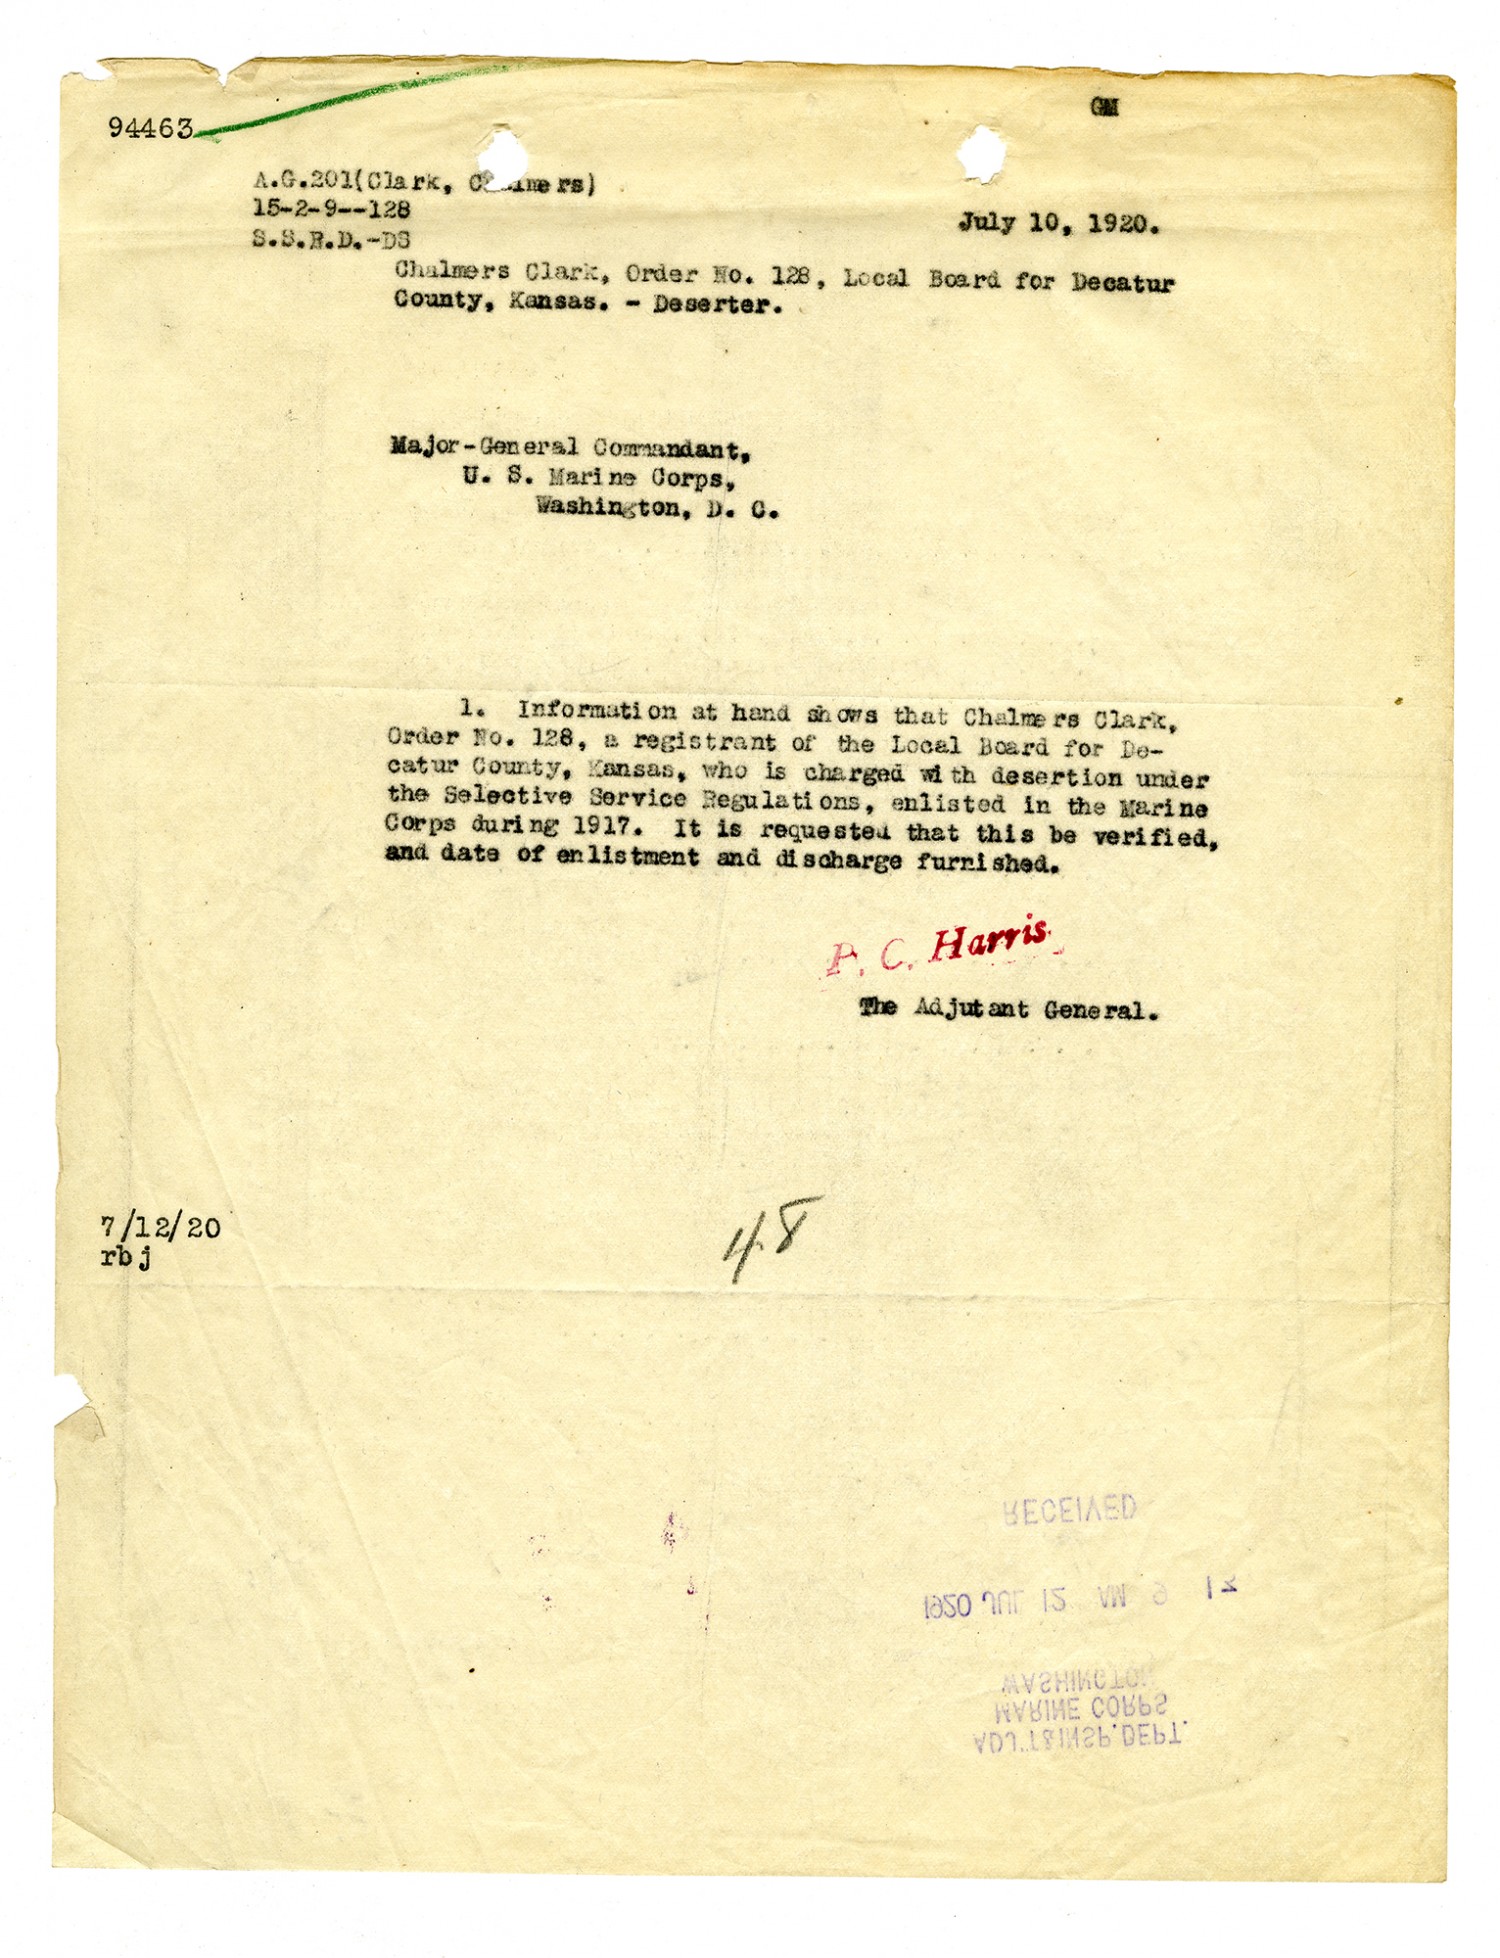 GM
94463
A.G.201(Clark, Chalmers)
15-2-9--128
July 10, 1920.
S.S.R.D.-DS
Chalmers Clark, Order No. 128, Local Board for Decatur
County, Kansas. - Deserter.
Major-General Commandant,
U. S. Marine Corps,
Washington, D. C.
1. Information at hand shows that Chalmers Clark,
Order No. 128, a registrant of the Local Board for De-
catur County, Kansas, who is charged with desertion under
the Selective Service Regulations, enlisted in the Marine
Corps during 1917. It is requested that this be verified,
and date of enlistment and discharge furnished.
P. C. Harris
The Adjutant General.
7/12/20
rbj
48
RECEIVED
1920 JUL 12 AM 9
WASHINGTON
MARINE CORPS
ADJ'T & INSP. DEPT.